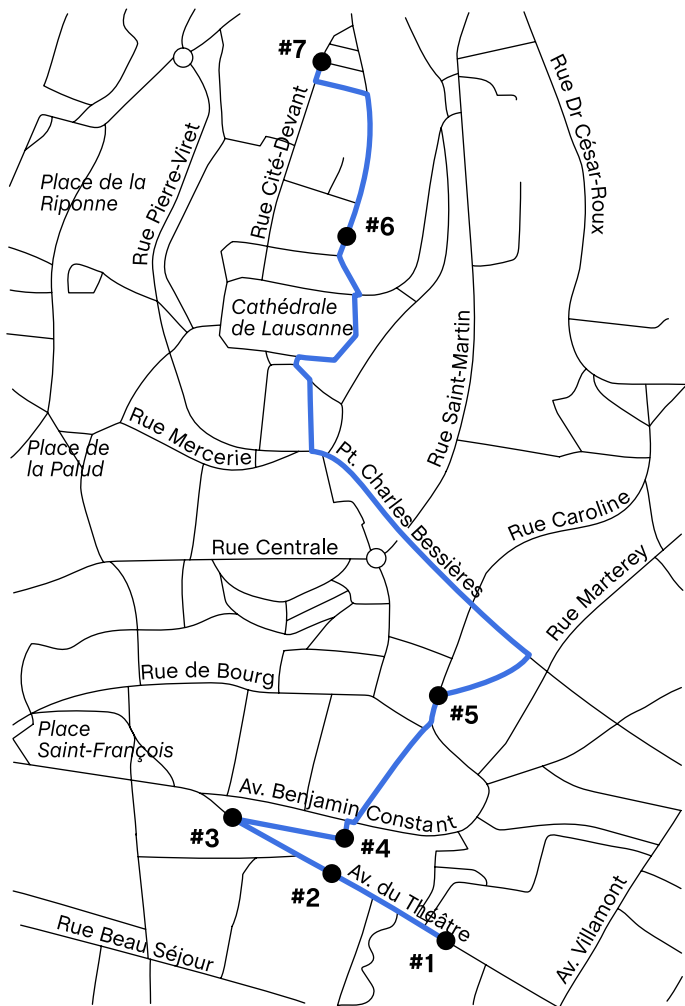 #7
Rue Dr César-Roux
Rue Cité-Devant
Rue Pierre-Viret
Place de la
Riponne
#6
Cathédrale
de Lausanne
Rue Saint-Martin
Rue Mercerie
Place de
la Palud
Pt. Charles Bessières
Rue Caroline
Rue Centrale
Rue Marterey
Rue de Bourg
#5
Place
Saint-François
Av. Benjamin Constant
#3
#4
#2
Av. du Théâtre
Av. Villamont
Rue Beau Séjour
#1